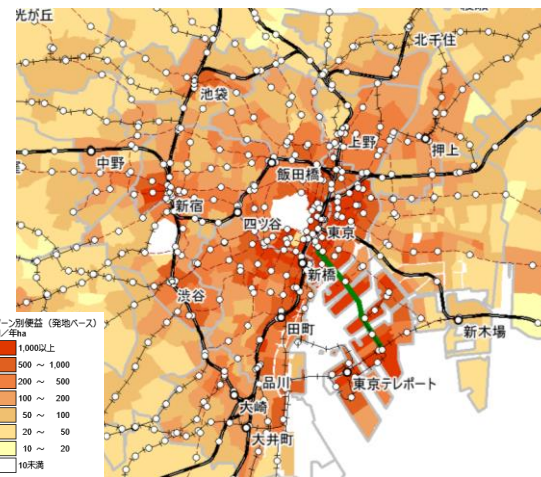 光が丘
北千住
池袋
上野
押上
中野
飯田橋
新宿
四ツ谷
東京
新橋
渋谷
田町
新木場
品川
東京テレポート
大崎
大井町
ーン別便益（発地ベース）
／年ha
1,000以上
500 ～ 1,000
200 ～ 500
100 ～ 200
50 ～ 100
20 ～ 50
10 ～ 20
10未満